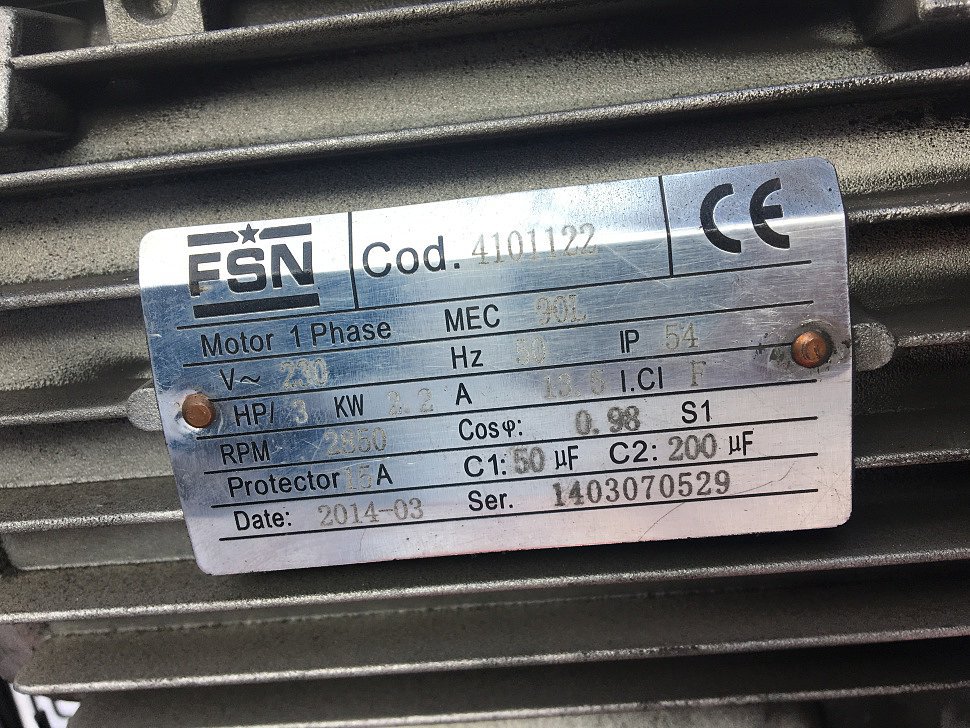 FSN Cod. 4101122 CE
Motor 1 Phase MEC 90L
V~ 230 Hz 50 IP 54
HP/ 3 KW 2.2 A 13.5 I.Cl F
RPM 2850 Cosφ: 0.98 S1
Protector 15A C1: 50 µF C2: 200 µF
Date: 2014-03 Ser. 1403070529